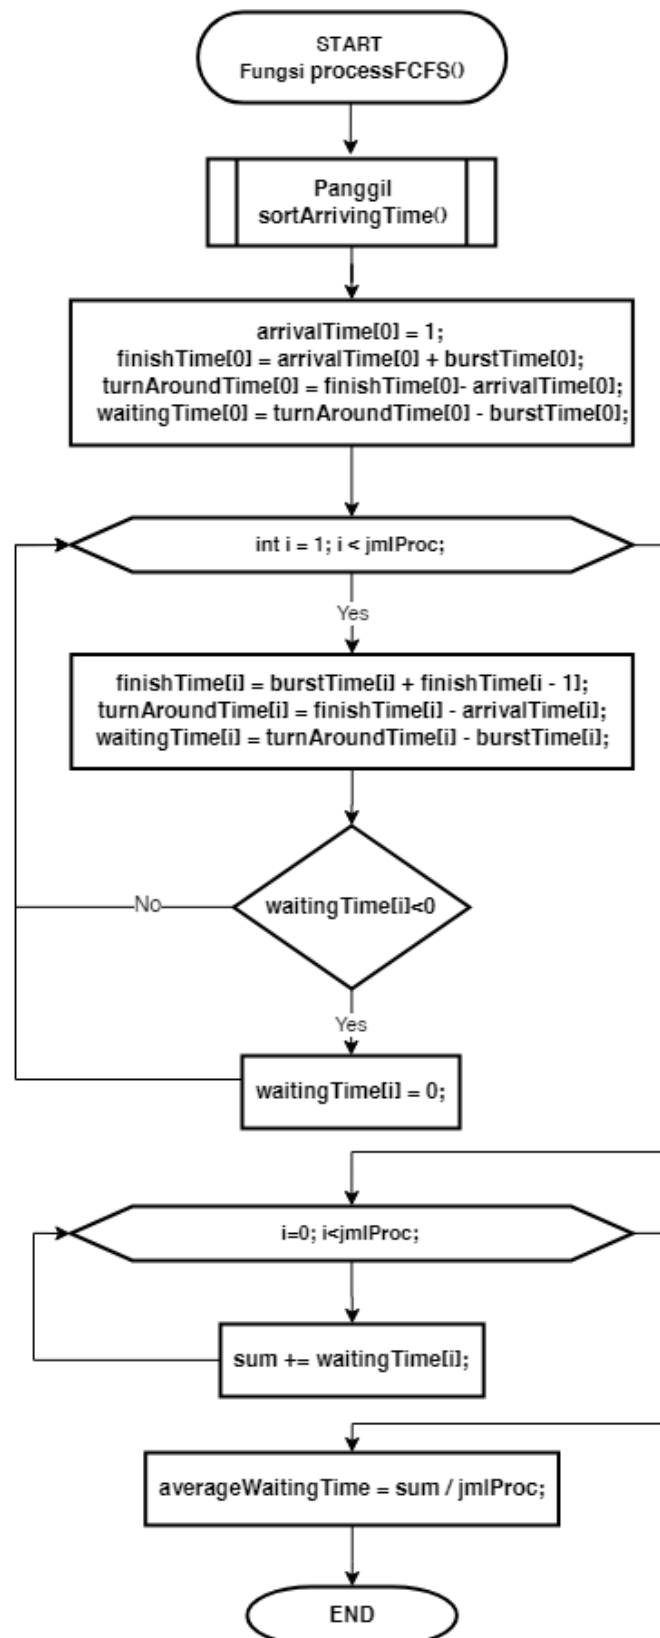 START
Fungsi processFCFS()
Panggil
sortArrivingTime()
arrivalTime[0] = 1;
finishTime[0] = arrivalTime[0] + burstTime[0];
turnAroundTime[0] = finishTime[0]- arrivalTime[0];
waitingTime[0] = turnAroundTime[0] - burstTime[0];
int i = 1; i < jmlProc;
Yes
finishTime[i] = burstTime[i] + finishTime[i - 1];
turnAroundTime[i] = finishTime[i] - arrivalTime[i];
waitingTime[i] = turnAroundTime[i] - burstTime[i];
waitingTime[i]<0
No
Yes
waitingTime[i] = 0;
i=0; i<jmlProc;
sum += waitingTime[i];
averageWaitingTime = sum / jmlProc;
END